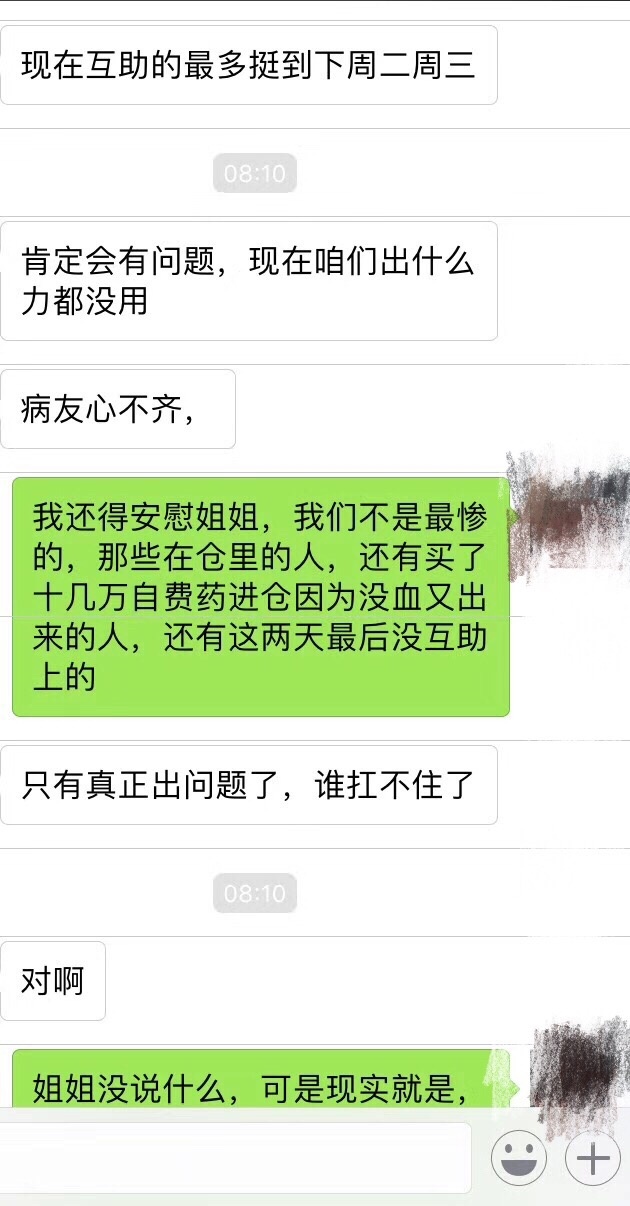 现在互助的最多挺到下周二周三
08:10
肯定会有问题，现在咱们出什么
力都没用
病友心不齐，
我还得安慰姐姐，我们不是最惨
的，那些在仓里的人，还有买了
十几万自费药进仓因为没血又出
来的人，还有这两天最后没互助
上的
只有真正出问题了，谁扛不住了
08:10
对啊
姐姐没说什么，可是现实就是，